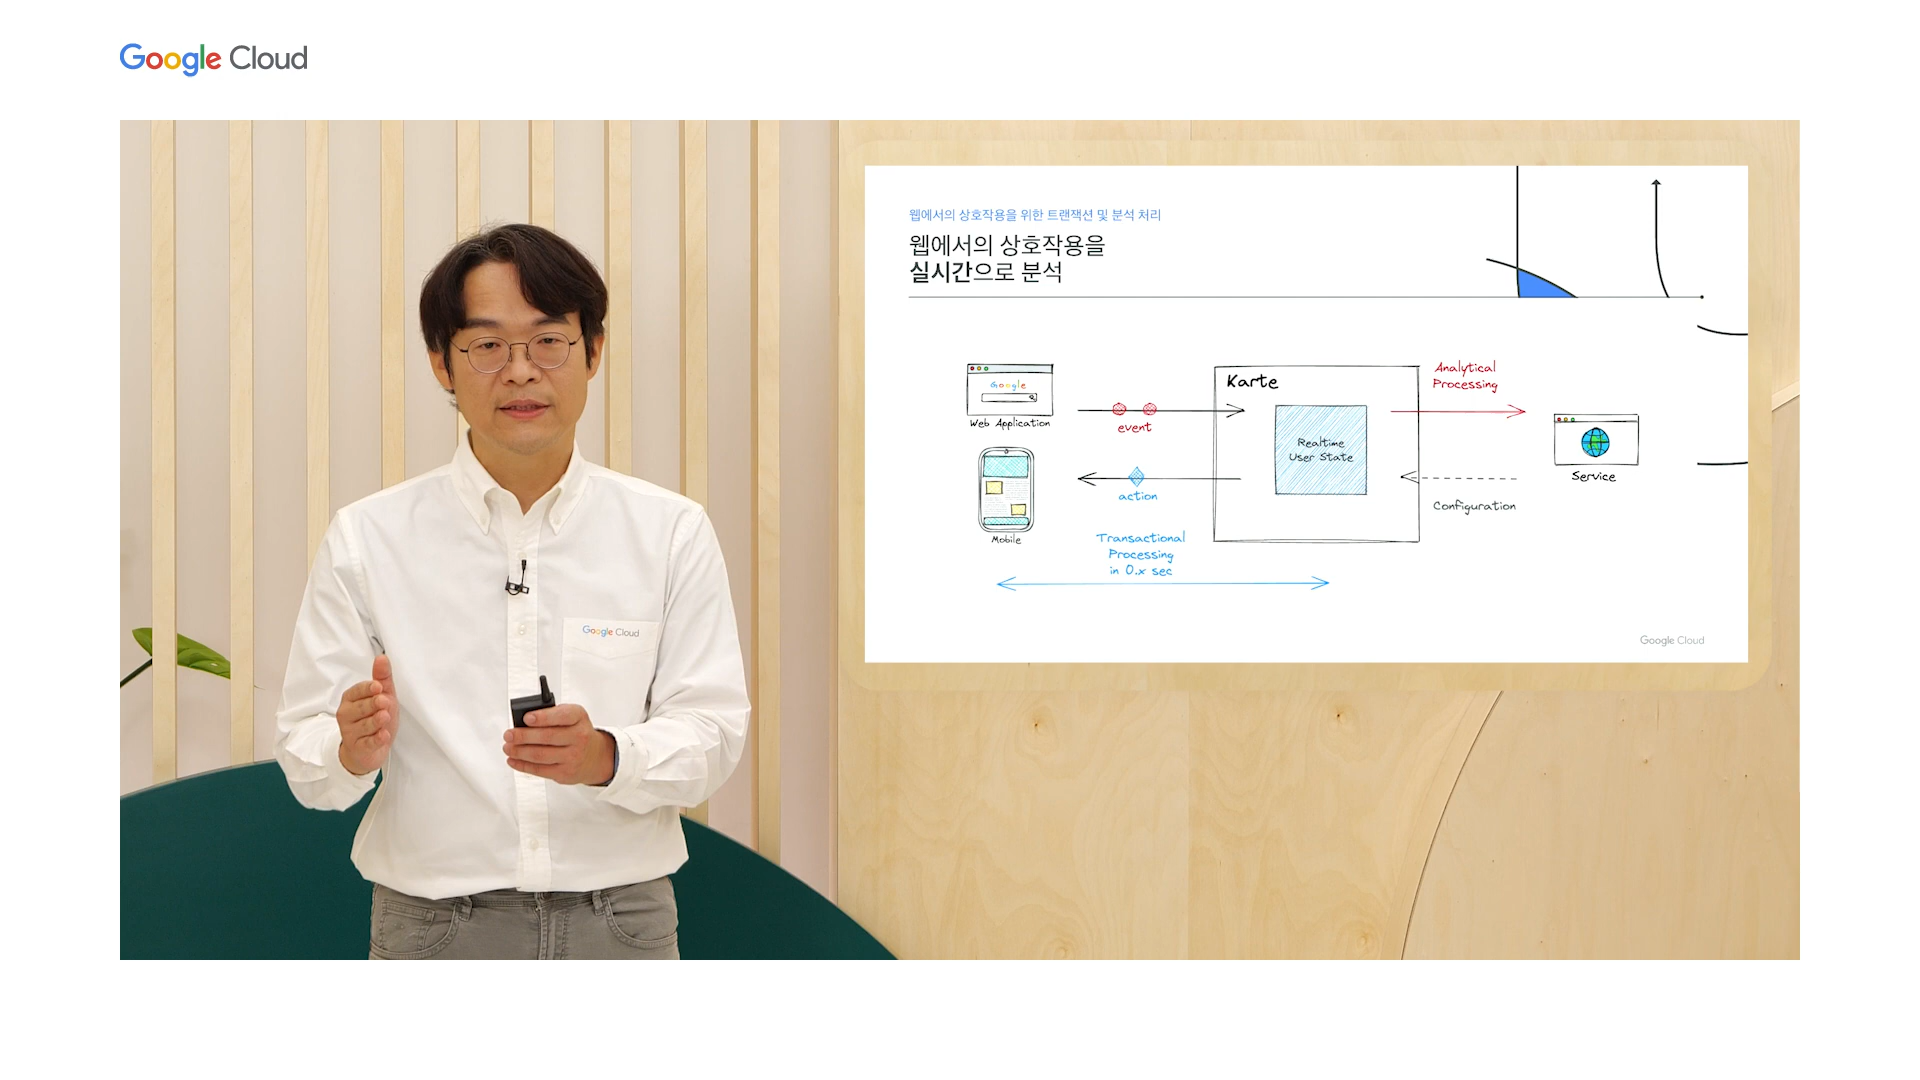 Google Cloud
웹에서의 상호작용을 위한 트랜잭션 및 분석 처리
웹에서의 상호작용을
실시간으로 분석
Google
Web Application
event
action
Mobile
Transactional
Processing
in 0.x sec
Karte
Realtime
User State
Analytical
Processing
Service
Configuration
Google Cloud
Google Cloud